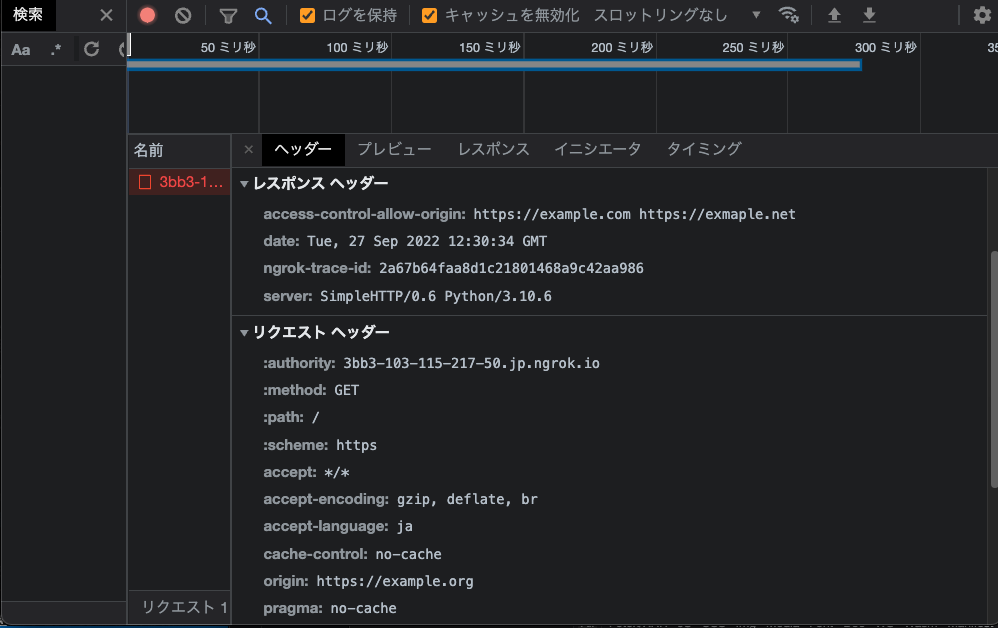 検索
ログを保持 キャッシュを無効化 スロットリングなし
Aa .*
50 ミリ秒 100 ミリ秒 150 ミリ秒 200 ミリ秒 250 ミリ秒 300 ミリ秒 35
名前
ヘッダー プレビュー レスポンス イニシエータ タイミング
3bb3-1…
レスポンス ヘッダー
access-control-allow-origin: https://example.com https://exmaple.net
date: Tue, 27 Sep 2022 12:30:34 GMT
ngrok-trace-id: 2a67b64faa8d1c21801468a9c42aa986
server: SimpleHTTP/0.6 Python/3.10.6
リクエスト ヘッダー
:authority: 3bb3-103-115-217-50.jp.ngrok.io
:method: GET
:path: /
:scheme: https
accept: */*
accept-encoding: gzip, deflate, br
accept-language: ja
cache-control: no-cache
origin: https://example.org
pragma: no-cache
リクエスト 1